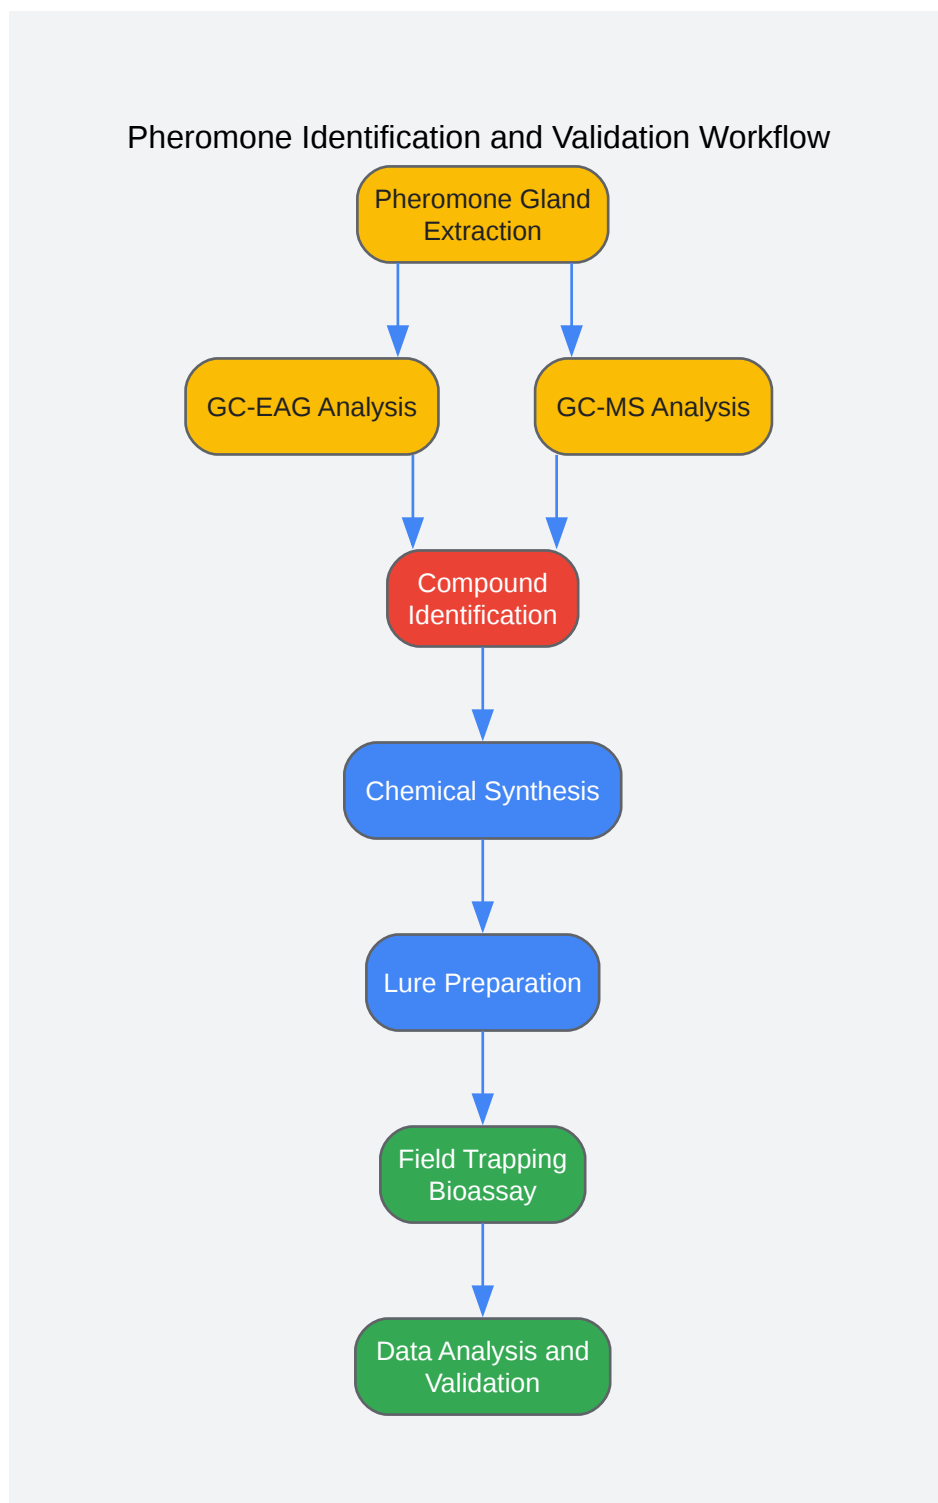 Pheromone Identification and Validation Workflow
Pheromone Gland
Extraction
GC-EAG Analysis
GC-MS Analysis
Compound
Identification
Chemical Synthesis
Lure Preparation
Field Trapping
Bioassay
Data Analysis and
Validation